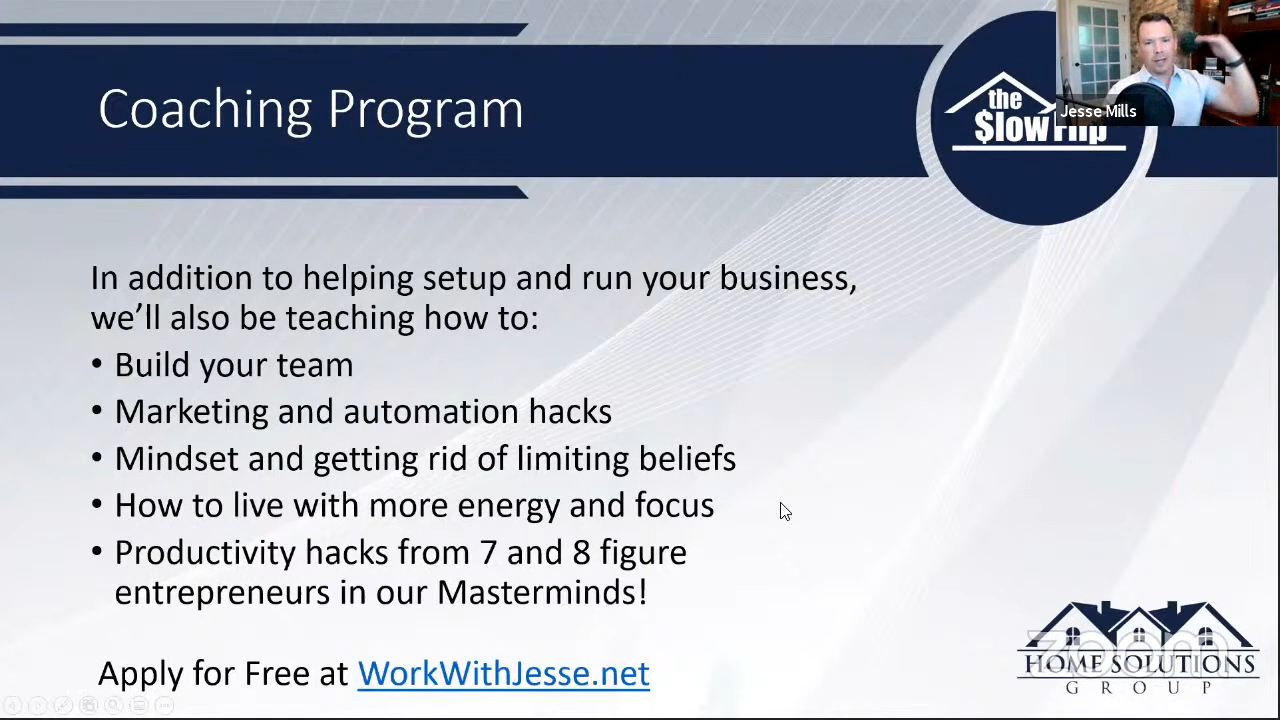 Coaching Program
the
$low Flip
Jesse Mills
In addition to helping setup and run your business,
we’ll also be teaching how to:
• Build your team
• Marketing and automation hacks
• Mindset and getting rid of limiting beliefs
• How to live with more energy and focus
• Productivity hacks from 7 and 8 figure
entrepreneurs in our Masterminds!
Apply for Free at WorkWithJesse.net
zoom
HOME SOLUTIONS
GROUP